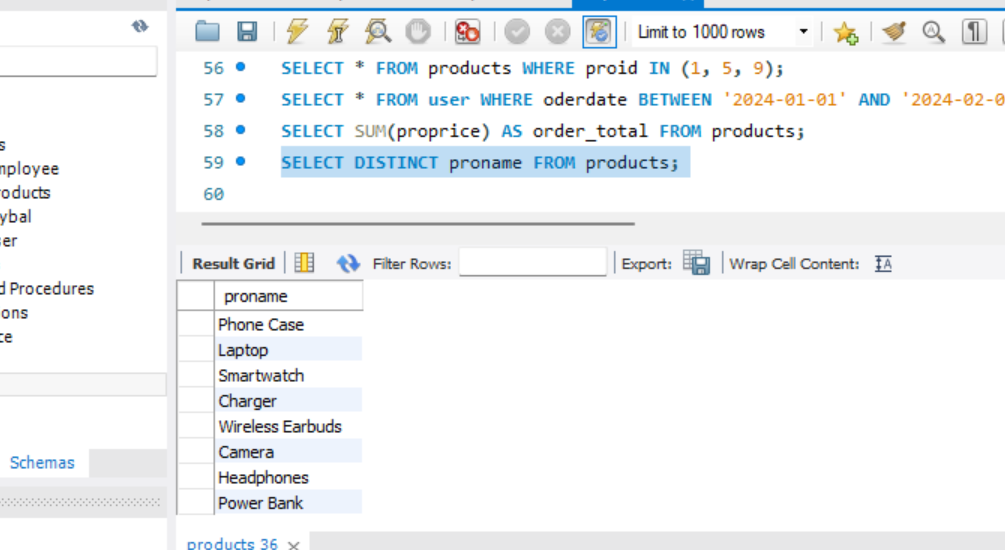 Limit to 1000 rows
56 SELECT * FROM products WHERE proid IN (1, 5, 9);
57 SELECT * FROM user WHERE oderdate BETWEEN '2024-01-01' AND '2024-02-0
58 SELECT SUM(proprice) AS order_total FROM products;
59 SELECT DISTINCT proname FROM products;
60
s
mployee
roducts
ybal
ser
d Procedures
ons
ce
Schemas
Result Grid Filter Rows: Export: Wrap Cell Content:
proname
Phone Case
Laptop
Smartwatch
Charger
Wireless Earbuds
Camera
Headphones
Power Bank
products 36